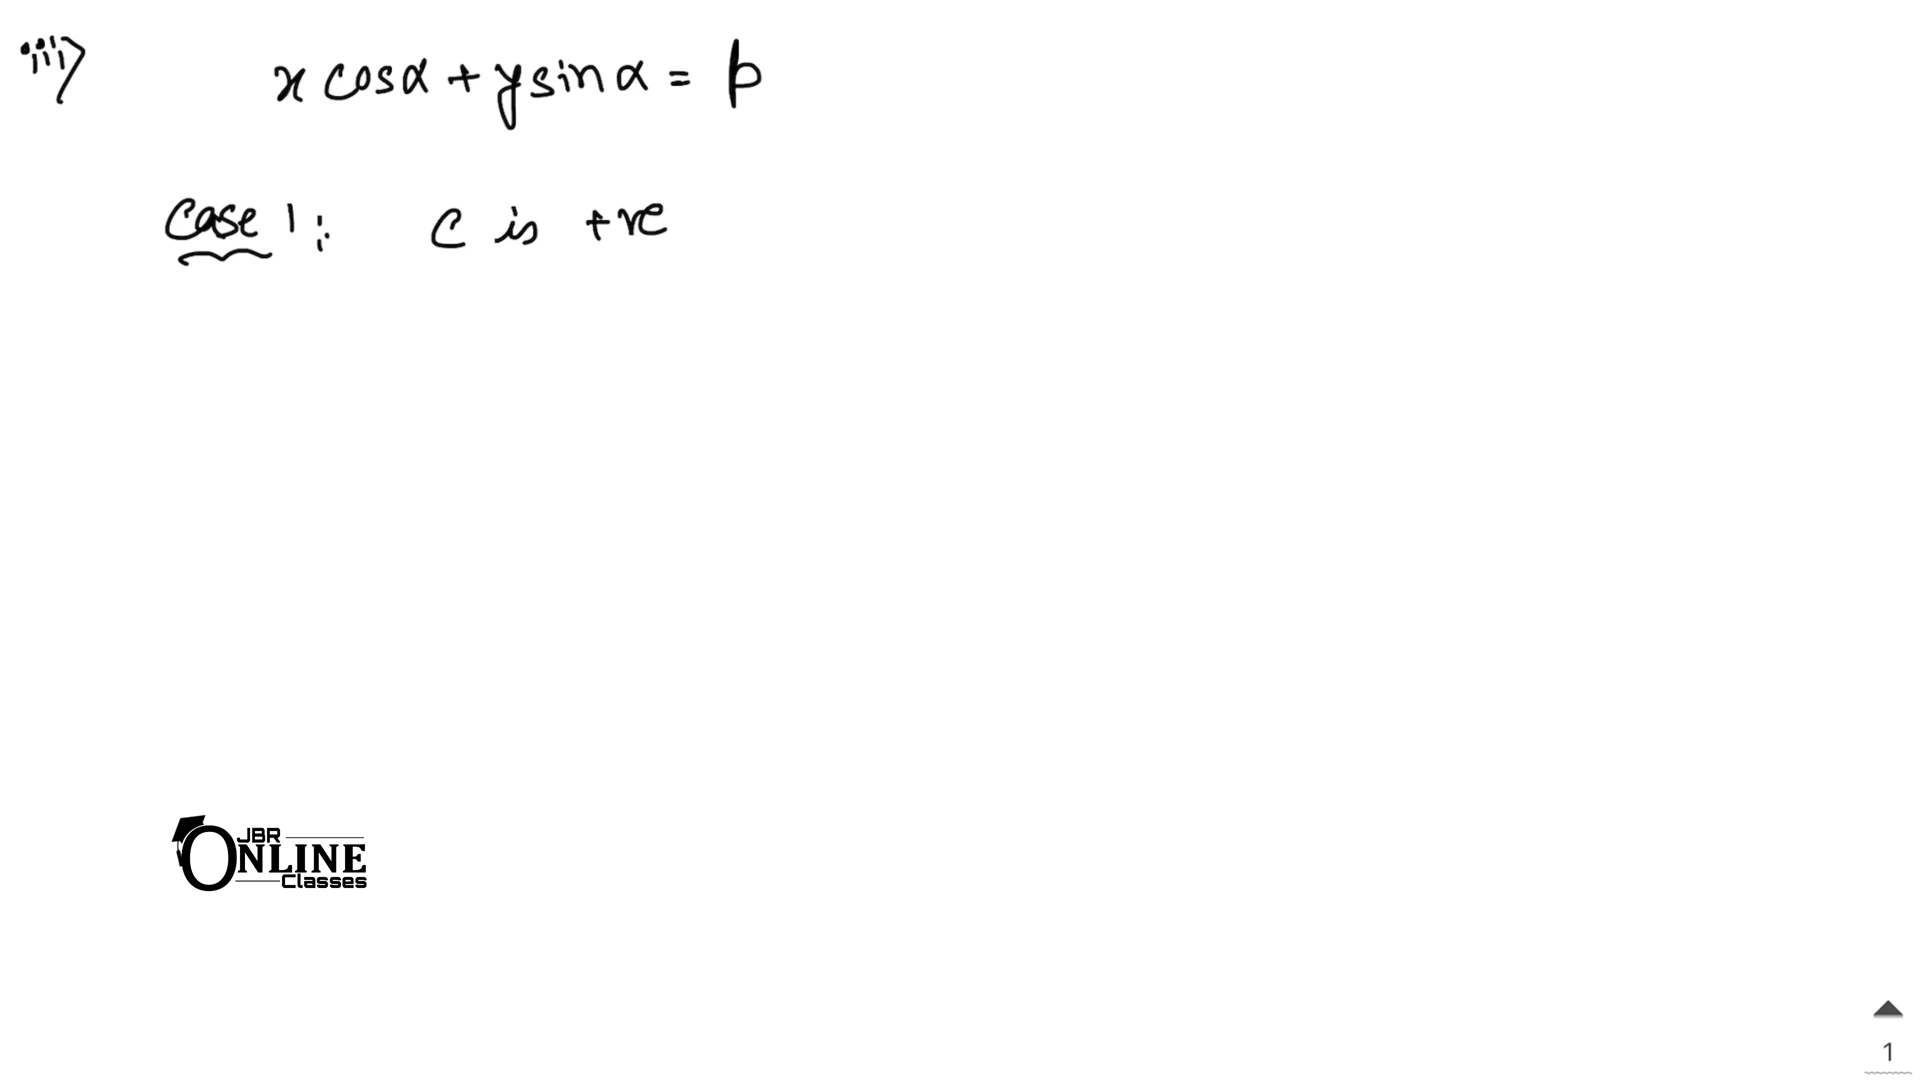 iii) x cosα + y sinα = p
Case 1: C is +ve
JBR
ONLINE
Classes
1